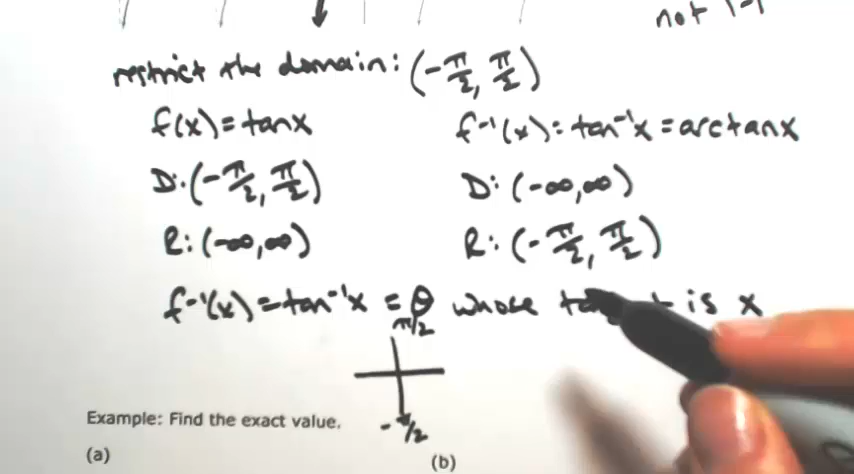 not 1-1
restrict the domain: (-π/2, π/2)
f(x)=tanx f⁻¹(x)=tan⁻¹x=arctanx
D: (-π/2, π/2) D: (-∞,∞)
R: (-∞,∞) R: (-π/2, π/2)
f⁻¹(x)=tan⁻¹x = θ whose is x
π/2
-π/2
Example: Find the exact value.
(a) (b)